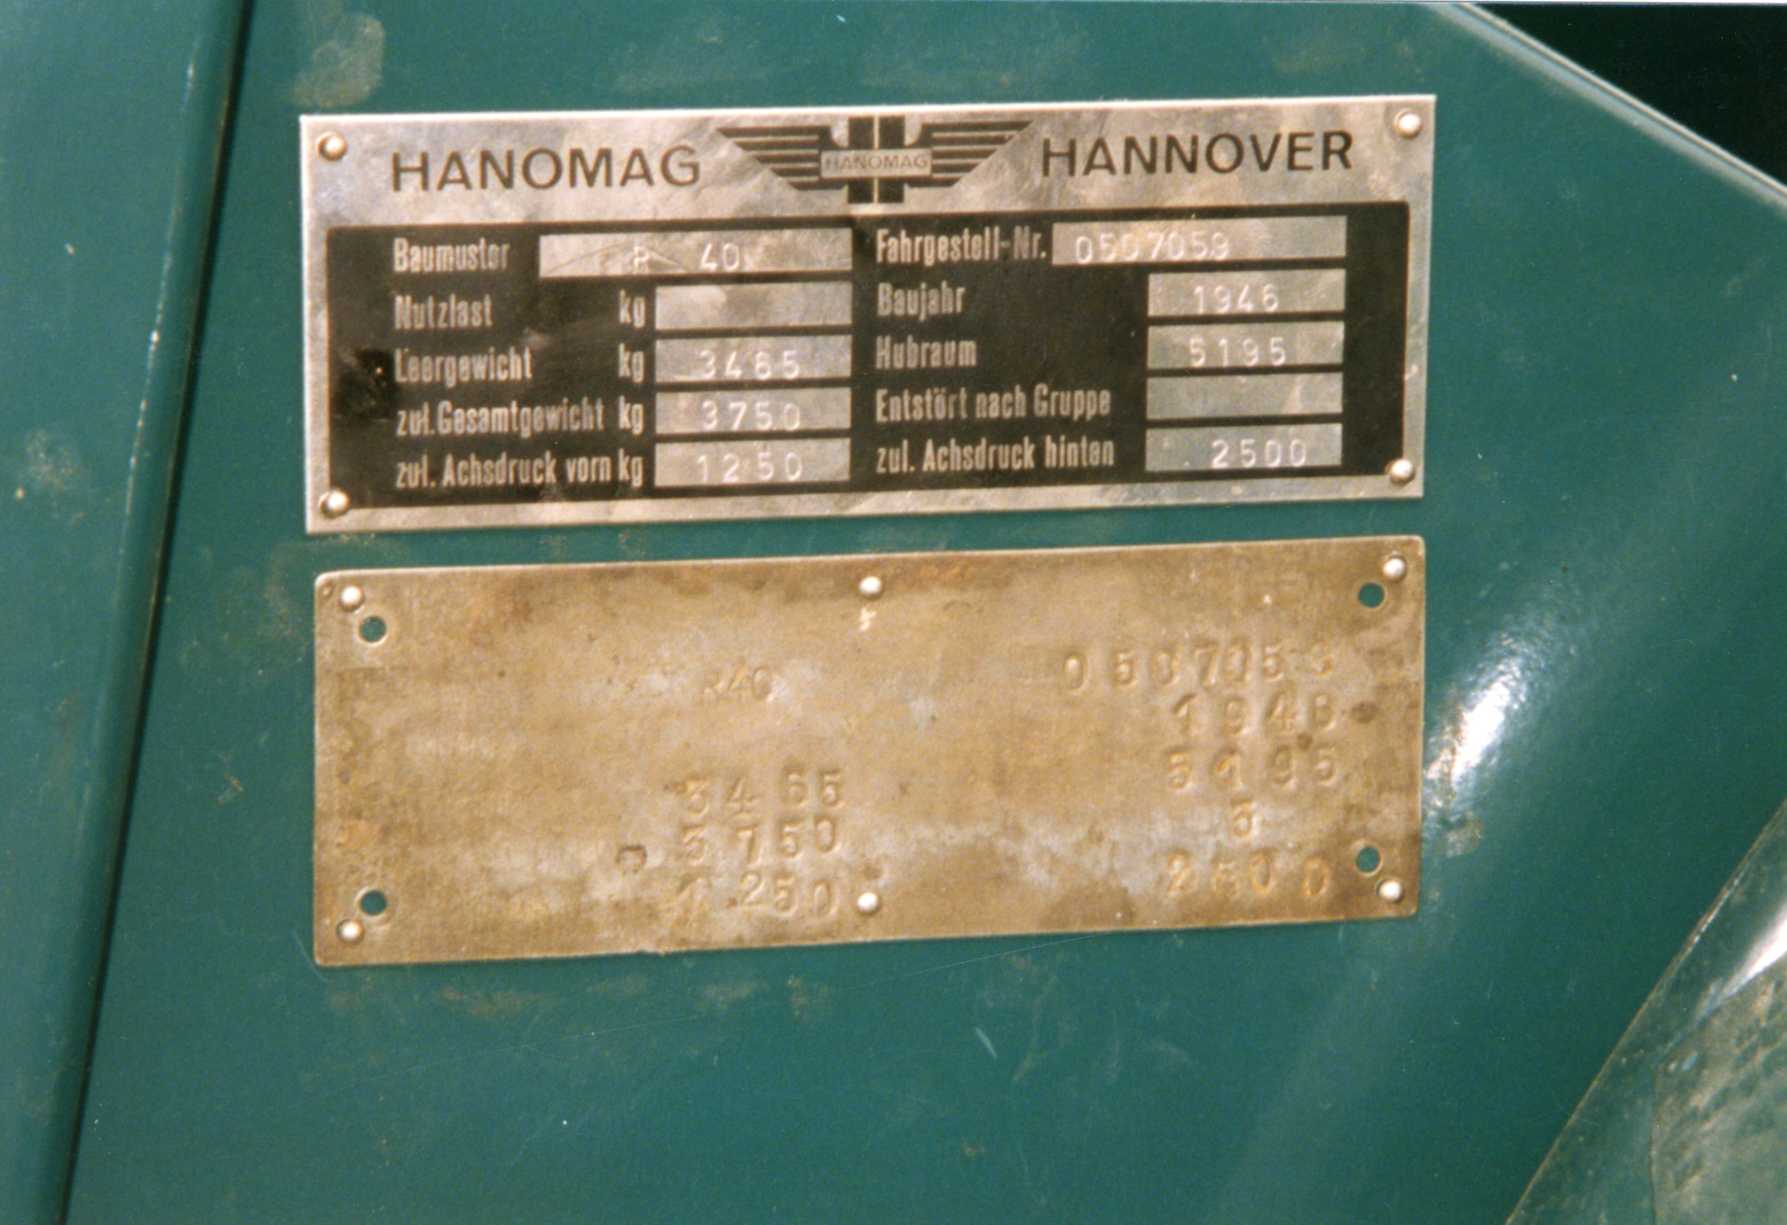 HANOMAG HANOMAG HANNOVER
Baumuster R 40 Fahrgestell-Nr. 0507059
Nutzlast kg Baujahr 1946
Leergewicht kg 3465 Hubraum 5195
zul. Gesamtgewicht kg 3750 Entstört nach Gruppe
zul. Achsdruck vorn kg 1250 zul. Achsdruck hinten 2500
R40 0507059
1946
3465 5195
3750 5
1250 2500